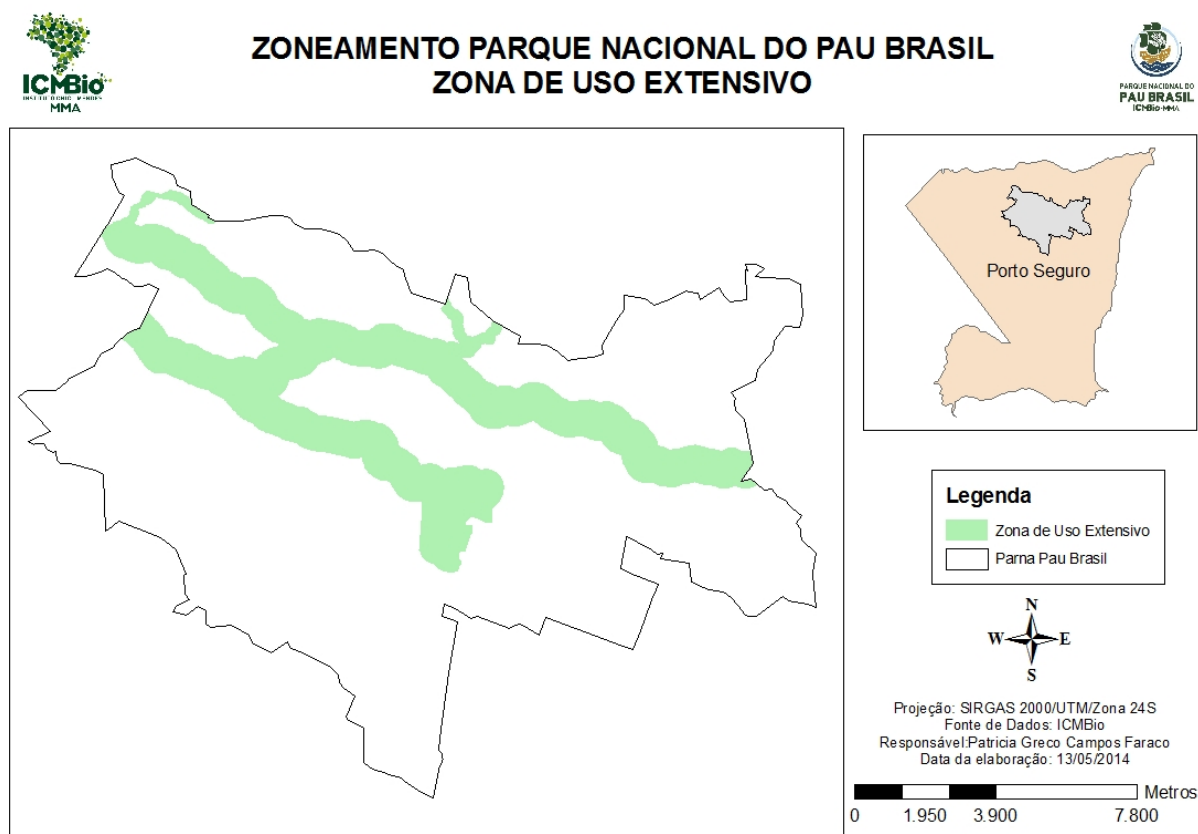 ICMBio
INSTITUTO CHICO MENDES
MMA
ZONEAMENTO PARQUE NACIONAL DO PAU BRASIL
ZONA DE USO EXTENSIVO
PARQUE NACIONAL DO
PAU BRASIL
ICMBio-MMA
Porto Seguro
Legenda
Zona de Uso Extensivo
Parna Pau Brasil
N
W E
S
Projeção: SIRGAS 2000/UTM/Zona 24S
Fonte de Dados: ICMBio
Responsável:Patricia Greco Campos Faraco
Data da elaboração: 13/05/2014
Metros
0 1.950 3.900 7.800